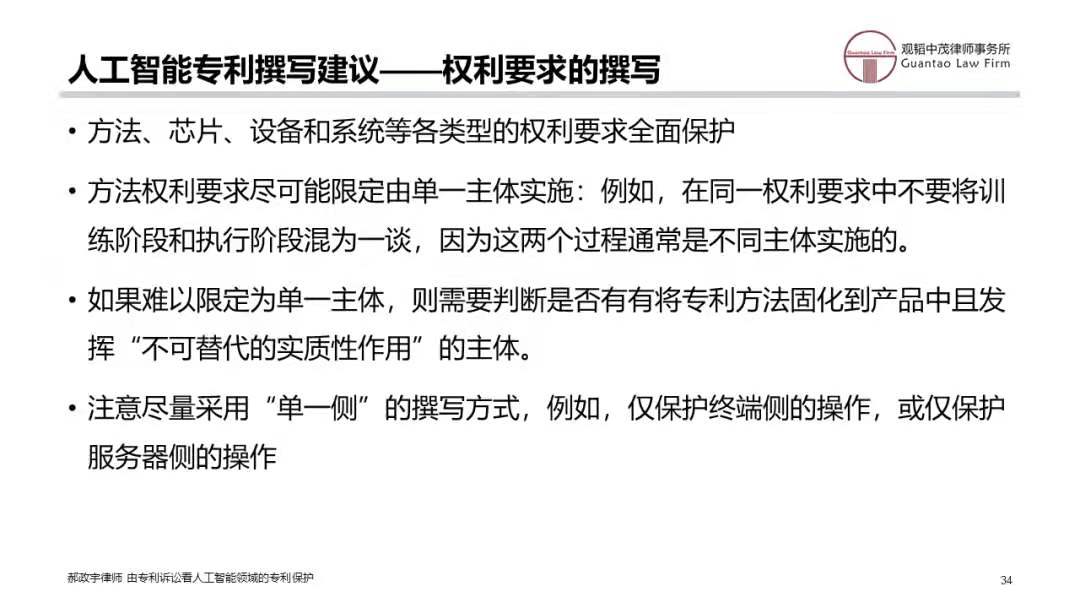 人工智能专利撰写建议——权利要求的撰写
Guantao Law Firm
观韬中茂律师事务所
Guantao Law Firm
• 方法、芯片、设备和系统等各类型的权利要求全面保护
• 方法权利要求尽可能限定由单一主体实施：例如，在同一权利要求中不要将训
练阶段和执行阶段混为一谈，因为这两个过程通常是不同主体实施的。
• 如果难以限定为单一主体，则需要判断是否有有将专利方法固化到产品中且发
挥“不可替代的实质性作用”的主体。
• 注意尽量采用“单一侧”的撰写方式，例如，仅保护终端侧的操作，或仅保护
服务器侧的操作
郝政宇律师 由专利诉讼看人工智能领域的专利保护
34